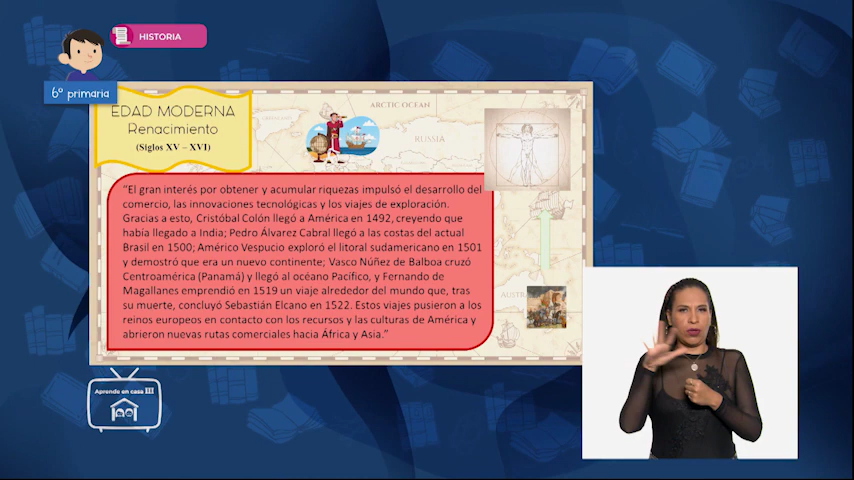 HISTORIA
6º primaria
EDAD MODERNA
Renacimiento
(Siglos XV – XVI)
ARCTIC OCEAN
RUSSIA
"El gran interés por obtener y acumular riquezas impulsó el desarrollo del
comercio, las innovaciones tecnológicas y los viajes de exploración.
Gracias a esto, Cristóbal Colón llegó a América en 1492, creyendo que
había llegado a India; Pedro Álvarez Cabral llegó a las costas del actual
Brasil en 1500; Américo Vespucio exploró el litoral sudamericano en 1501
y demostró que era un nuevo continente; Vasco Núñez de Balboa cruzó
Centroamérica (Panamá) y llegó al océano Pacífico, y Fernando de
Magallanes emprendió en 1519 un viaje alrededor del mundo que, tras
su muerte, concluyó Sebastián Elcano en 1522. Estos viajes pusieron a los
reinos europeos en contacto con los recursos y las culturas de América y
abrieron nuevas rutas comerciales hacia África y Asia."
Aprende en casa III